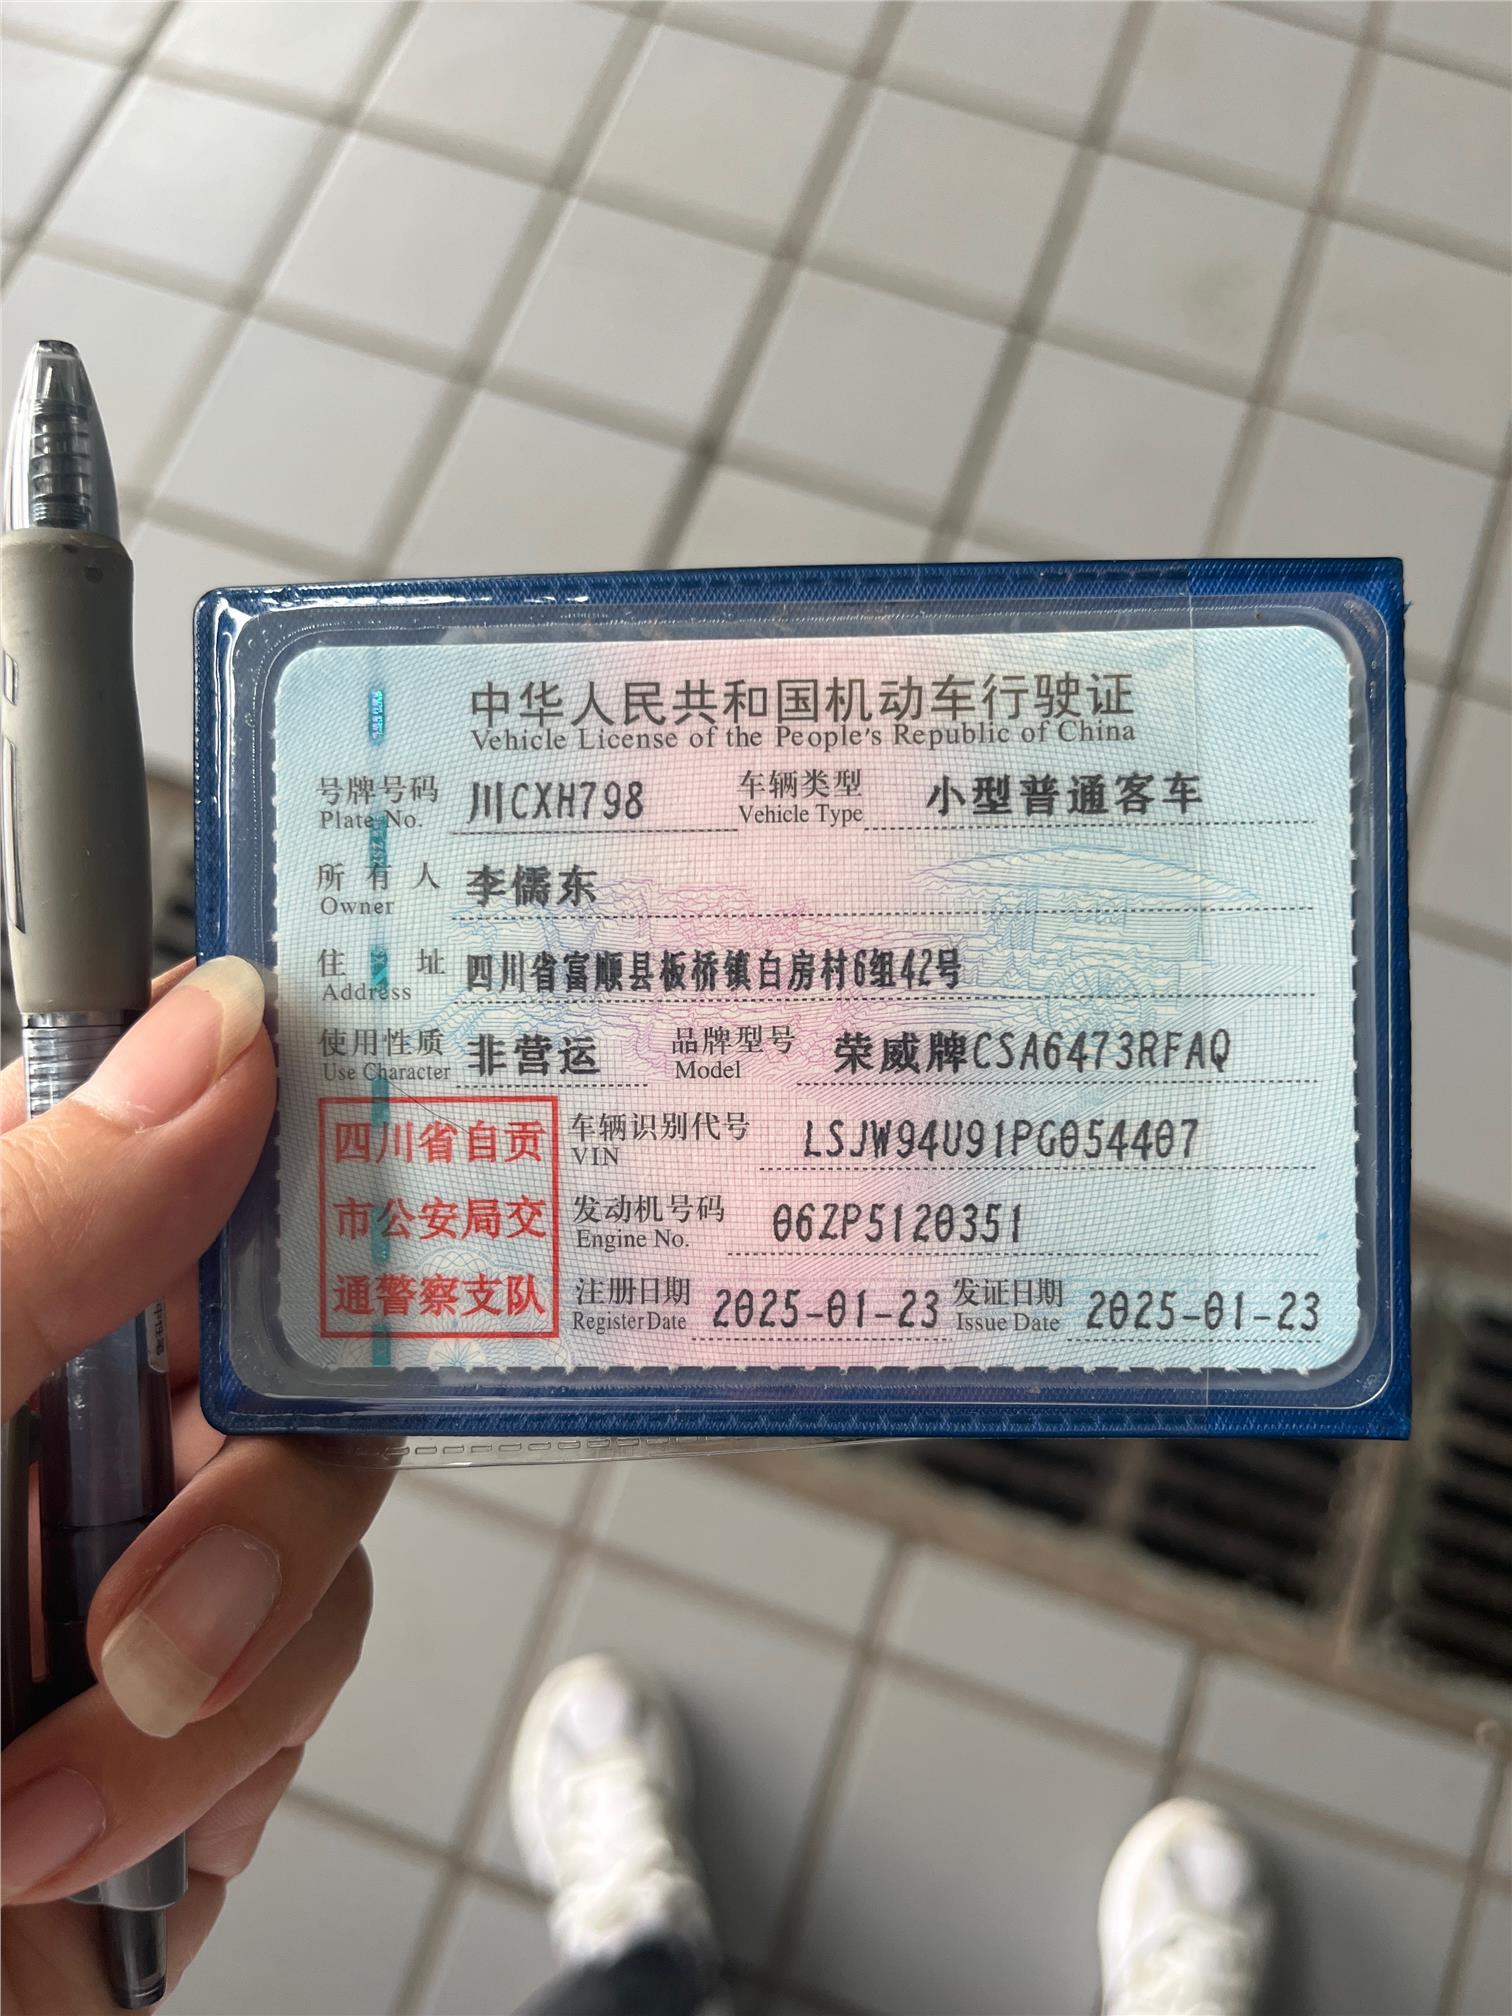 中华人民共和国机动车行驶证
Vehicle License of the People's Republic of China
号牌号码 川CXH798 车辆类型 小型普通客车
Plate No. Vehicle Type
所有人 李儒东
Owner
住址 四川省富顺县板桥镇白房村6组42号
Address
使用性质 非营运 品牌型号 荣威牌CSA6473RFAQ
Use Character Model
四川省自贡
市公安局交
通警察支队
车辆识别代号 LSJW94U91PG054407
VIN
发动机号码 06ZP5120351
Engine No.
注册日期 2025-01-23 发证日期 2025-01-23
Register Date Issue Date